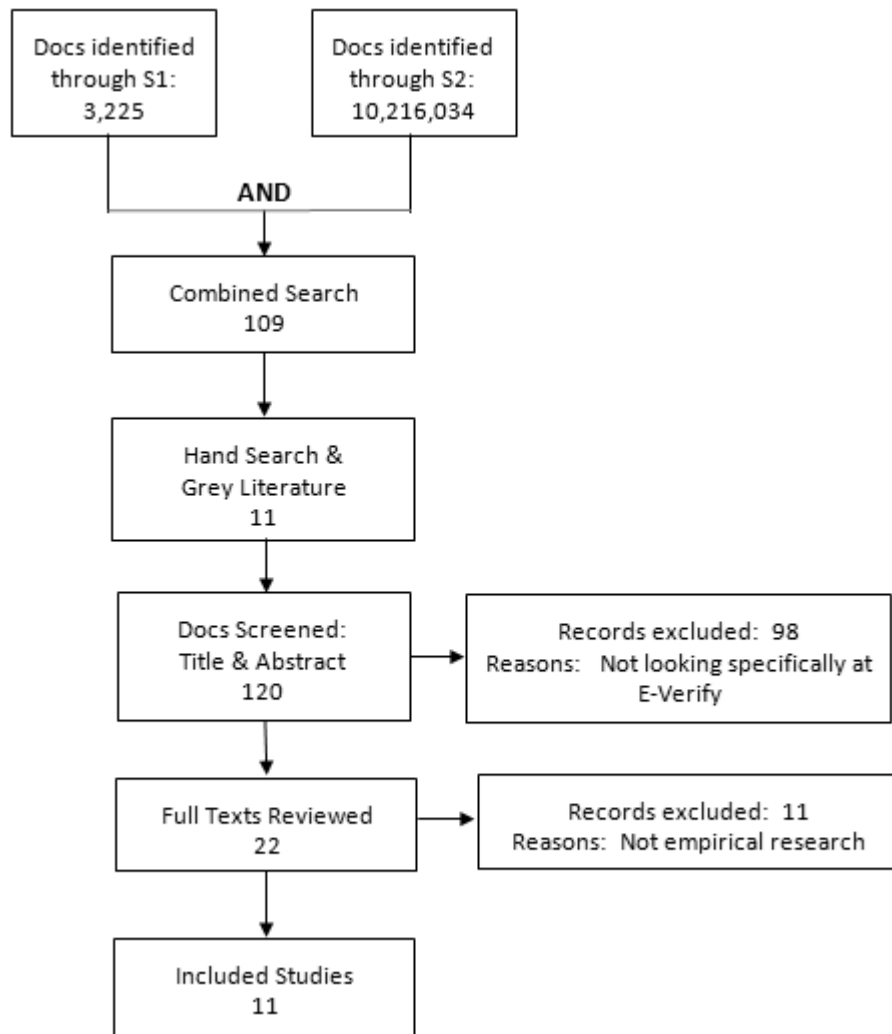 Docs identified
through S1:
3,225
Docs identified
through S2:
10,216,034
AND
Combined Search
109
Hand Search &
Grey Literature
11
Docs Screened:
Title & Abstract
120
Records excluded: 98
Reasons: Not looking specifically at
E-Verify
Full Texts Reviewed
22
Records excluded: 11
Reasons: Not empirical research
Included Studies
11